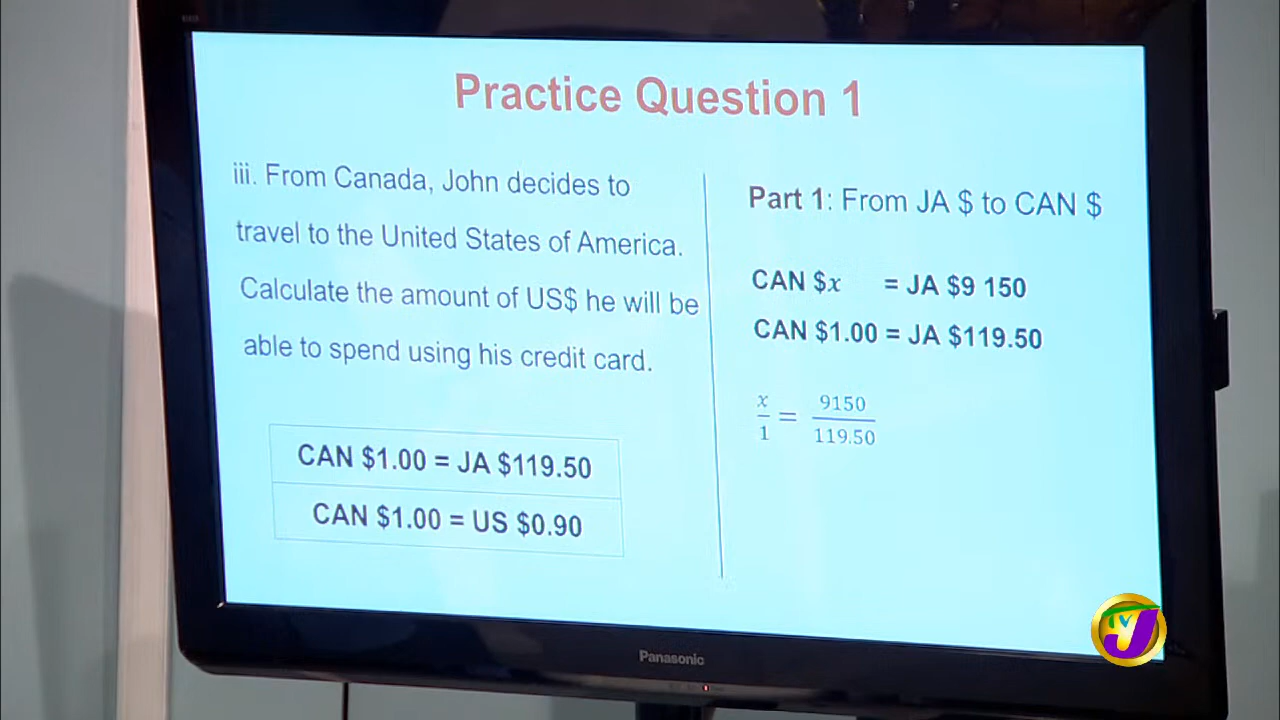 Practice Question 1
iii. From Canada, John decides to
travel to the United States of America.
Calculate the amount of US$ he will be
able to spend using his credit card.
CAN $1.00 = JA $119.50
CAN $1.00 = US $0.90
Part 1: From JA $ to CAN $
CAN $x = JA $9 150
CAN $1.00 = JA $119.50
x/1 = 9150/119.50
TVJ
Panasonic